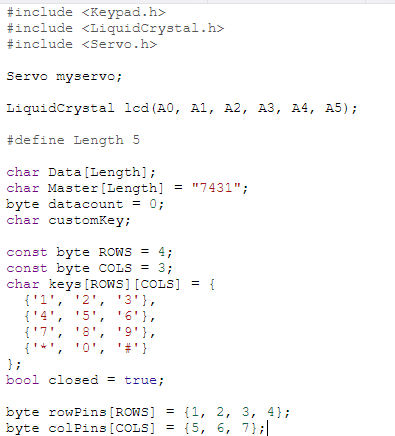 #include <Keypad.h>
#include <LiquidCrystal.h>
#include <Servo.h>
Servo myservo;
LiquidCrystal lcd(A0, A1, A2, A3, A4, A5);
#define Length 5
char Data[Length];
char Master[Length] = "7431";
byte datacount = 0;
char customKey;
const byte ROWS = 4;
const byte COLS = 3;
char keys[ROWS][COLS] = {
{'1', '2', '3'},
{'4', '5', '6'},
{'7', '8', '9'},
{'*', '0', '#'}
};
bool closed = true;
byte rowPins[ROWS] = {1, 2, 3, 4};
byte colPins[COLS] = {5, 6, 7};